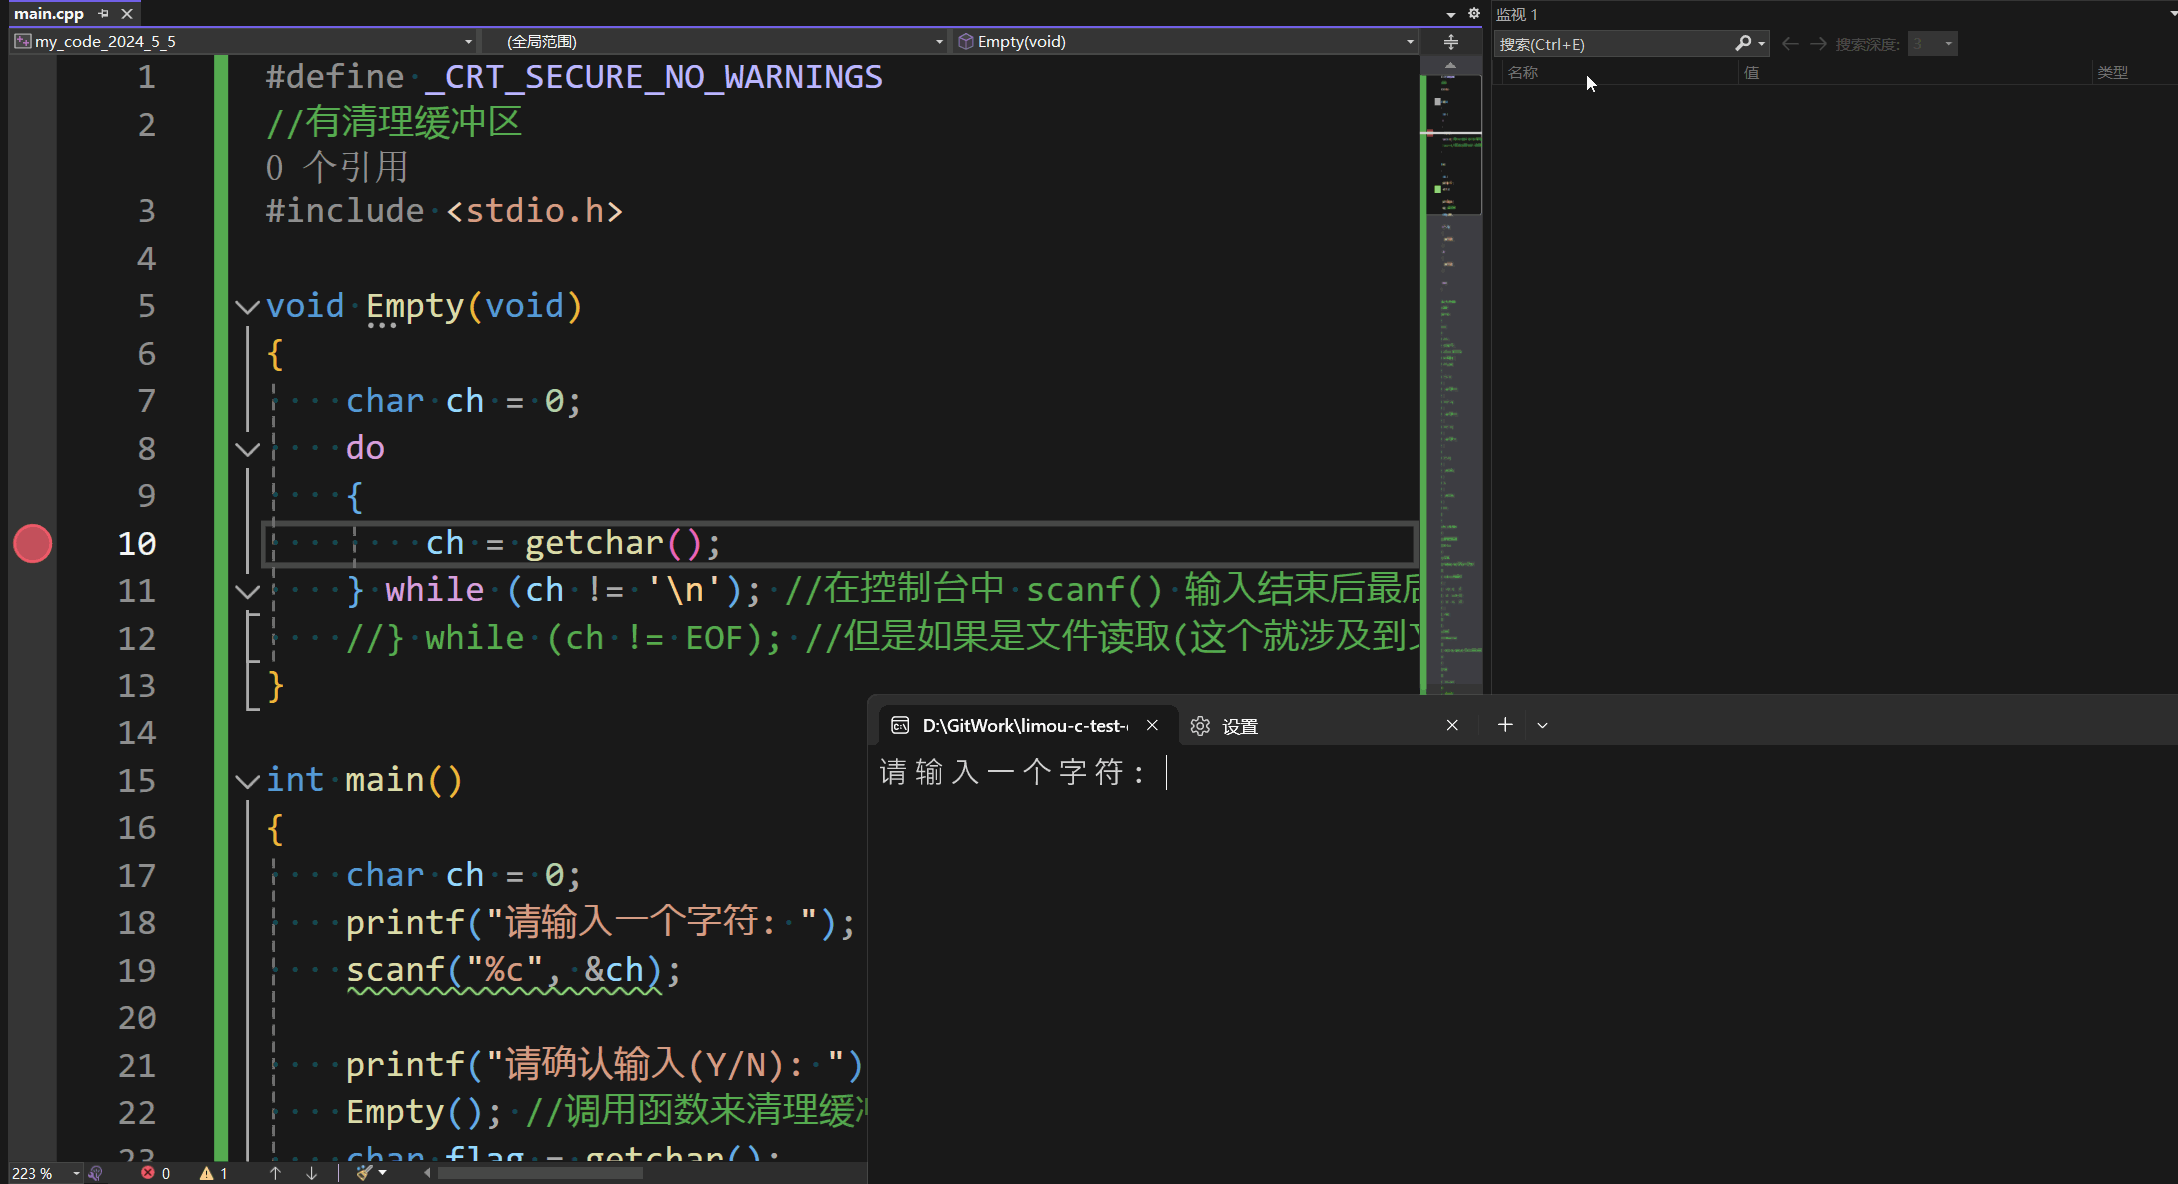 main.cpp
my_code_2024_5_5
(全局范围)
Empty(void)
1 #define _CRT_SECURE_NO_WARNINGS
2 //有清理缓冲区
0 个引用
3 #include <stdio.h>
4
5 void Empty(void)
6 {
7 char ch = 0;
8 do
9 {
10 ch = getchar();
11 } while (ch != '\n'); //在控制台中 scanf() 输入结束后最后
12 //} while (ch != EOF); //但是如果是文件读取(这个就涉及到
13 }
14
15 int main()
16 {
17 char ch = 0;
18 printf("请输入一个字符: ");
19 scanf("%c", &ch);
20
21 printf("请确认输入(Y/N): ")
22 Empty(); //调用函数来清理缓冲
23 char flag = getchar();
223 %
0
1
监视 1
搜索(Ctrl+E)
搜索深度: 3
名称
值
类型
D:\GitWork\limou-c-test-
设置
请输入一个字符: